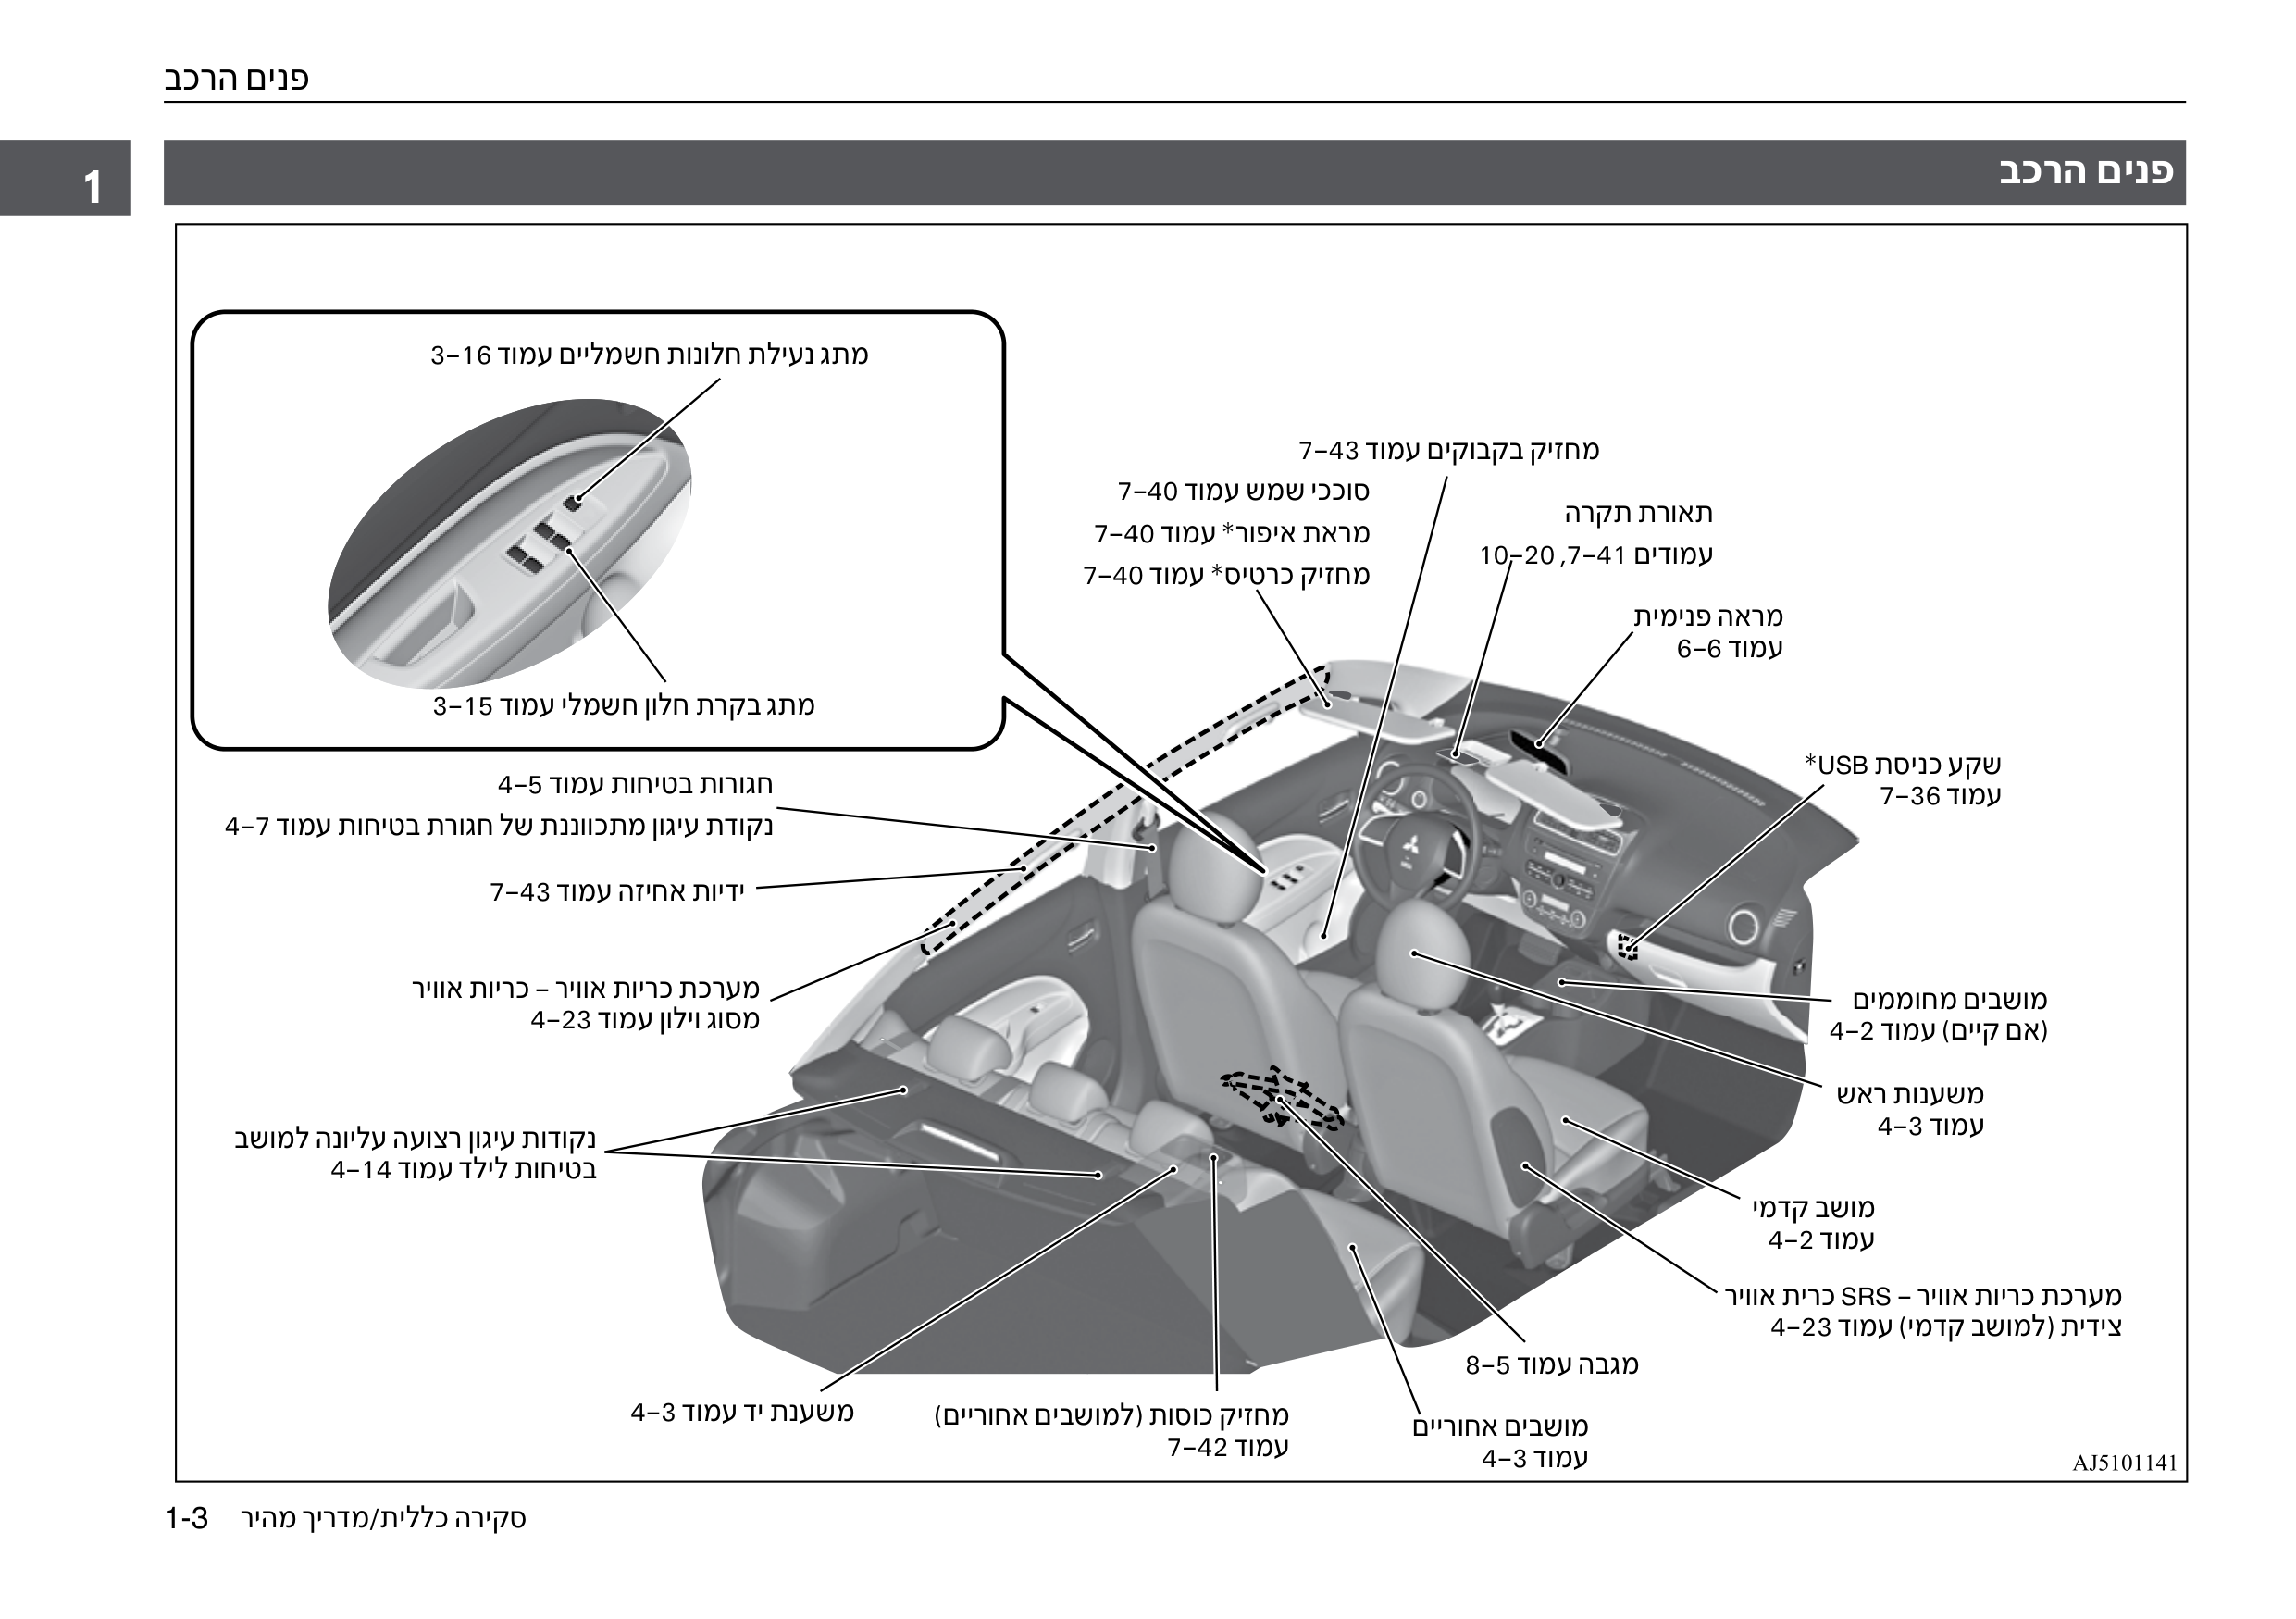 פנים הרכב
1
פנים הרכב
מתג נעילת חלונות חשמליים עמוד 3–16
מתג בקרת חלון חשמלי עמוד 3–15
מחזיק בקבוקים עמוד 7–43
סוככי שמש עמוד 7–40
מראת איפור* עמוד 7–40
מחזיק כרטיס* עמוד 7–40
תאורת תקרה
עמודים 7–41, 10–20
מראה פנימית
עמוד 6–6
שקע כניסת USB*
עמוד 7–36
חגורות בטיחות עמוד 4–5
נקודת עיגון מתכווננת של חגורת בטיחות עמוד 4–7
ידיות אחיזה עמוד 7–43
מערכת כריות אוויר – כריות אוויר
מסוג וילון עמוד 4–23
מושבים מחוממים
(אם קיים) עמוד 4–2
משענות ראש
עמוד 4–3
נקודות עיגון רצועה עליונה למושב
בטיחות לילד עמוד 4–14
מושב קדמי
עמוד 4–2
מערכת כריות אוויר – SRS כרית אוויר
צידית (למושב קדמי) עמוד 4–23
מגבה עמוד 8–5
מושבים אחוריים
עמוד 4–3
מחזיק כוסות (למושבים אחוריים)
עמוד 7–42
משענת יד עמוד 4–3
AJ5101141
סקירה כללית/מדריך מהיר 1-3